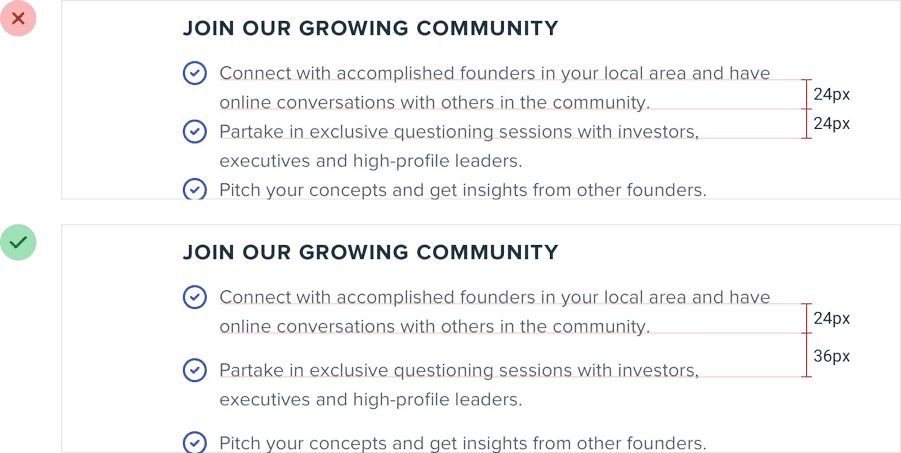 JOIN OUR GROWING COMMUNITY
Connect with accomplished founders in your local area and have
24px
online conversations with others in the community.
24px
Partake in exclusive questioning sessions with investors,
executives and high-profile leaders.
Pitch your concepts and get insights from other founders.
JOIN OUR GROWING COMMUNITY
Connect with accomplished founders in your local area and have
24px
online conversations with others in the community.
36px
Partake in exclusive questioning sessions with investors,
executives and high-profile leaders.
Pitch your concepts and get insights from other founders.